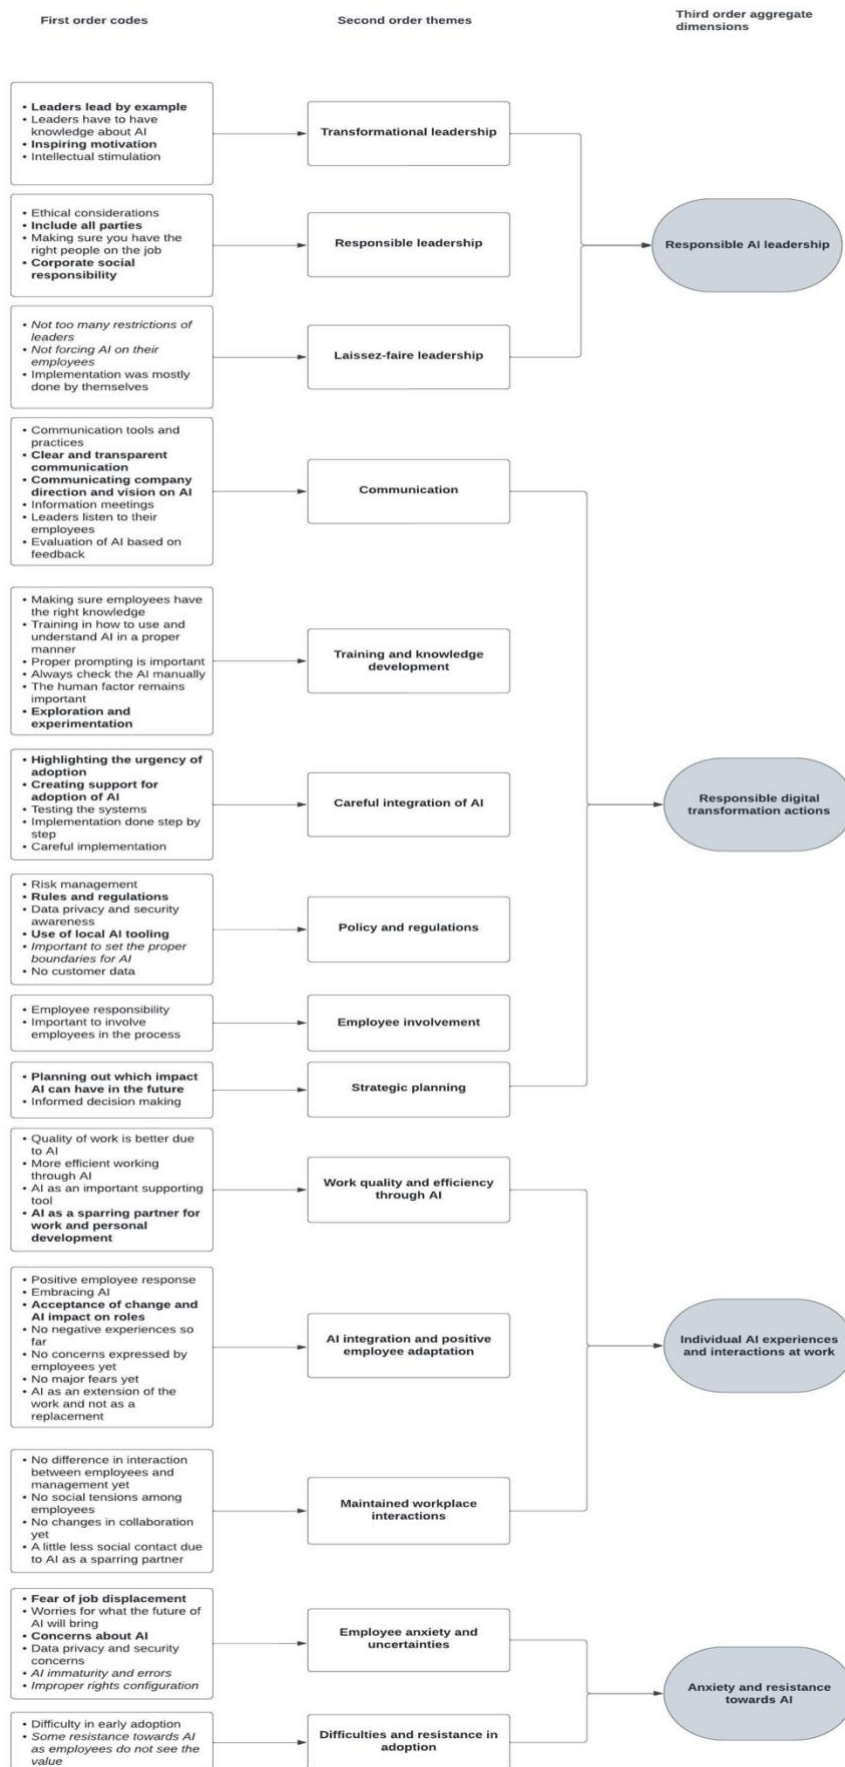 First order codes
Second order themes
Third order aggregate
dimensions
• Leaders lead by example
• Leaders have to have
knowledge about AI
• Inspiring motivation
• Intellectual stimulation
Transformational leadership
• Ethical considerations
• Include all parties
• Making sure you have the
right people on the job
• Corporate social
responsibility
Responsible leadership
Responsible AI leadership
• Not too many restrictions of
leaders
• Not forcing AI on their
employees
• Implementation was mostly
done by themselves
Laissez-faire leadership
• Communication tools and
practices
• Clear and transparent
communication
• Communicating company
direction and vision on AI
• Information meetings
• Leaders listen to their
employees
• Evaluation of AI based on
feedback
Communication
• Making sure employees have
the right knowledge
• Training in how to use and
understand AI in a proper
manner
• Proper prompting is important
• Always check the AI manually
• The human factor remains
important
• Exploration and
experimentation
Training and knowledge
development
• Highlighting the urgency of
adoption
• Creating support for
adoption of AI
• Testing the systems
• Implementation done step by
step
• Careful implementation
Careful integration of AI
Responsible digital
transformation actions
• Risk management
• Rules and regulations
• Data privacy and security
awareness
• Use of local AI tooling
• Important to set the proper
boundaries for AI
• No customer data
Policy and regulations
• Employee responsibility
• Important to involve
employees in the process
Employee involvement
• Planning out which impact
AI can have in the future
• Informed decision making
Strategic planning
• Quality of work is better due
to AI
• More efficient working
through AI
• AI as an important supporting
tool
• AI as a sparring partner for
work and personal
development
Work quality and efficiency
through AI
• Positive employee response
• Embracing AI
• Acceptance of change and
AI impact on roles
• No negative experiences so
far
• No concerns expressed by
employees yet
• No major fears yet
• AI as an extension of the
work and not as a
replacement
AI integration and positive
employee adaptation
Individual AI experiences
and interactions at work
• No difference in interaction
between employees and
management yet
• No social tensions among
employees
• No changes in collaboration
yet
• A little less social contact due
to AI as a sparring partner
Maintained workplace
interactions
• Fear of job displacement
• Worries for what the future of
AI will bring
• Concerns about AI
• Data privacy and security
concerns
• AI immaturity and errors
• Improper rights configuration
Employee anxiety and
uncertainties
Anxiety and resistance
towards AI
• Difficulty in early adoption
• Some resistance towards AI
as employees do not see the
value
Difficulties and resistance in
adoption